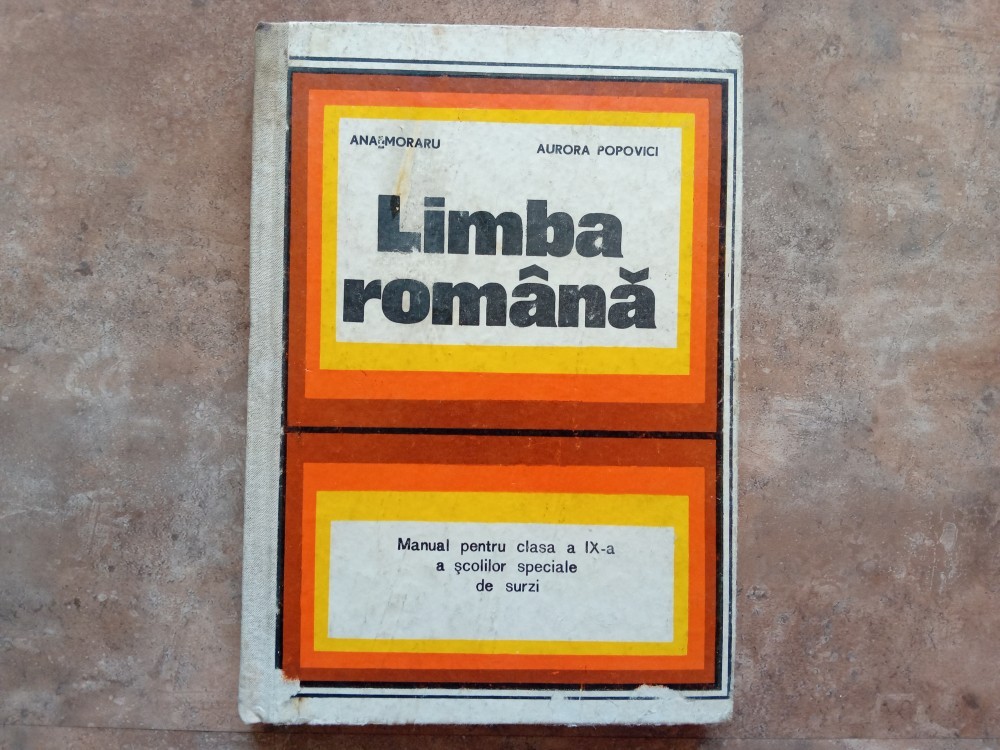 ANA MORARU
AURORA POPOVICI
Limba
română
Manual pentru clasa a IX-a
a școlilor speciale
de surzi